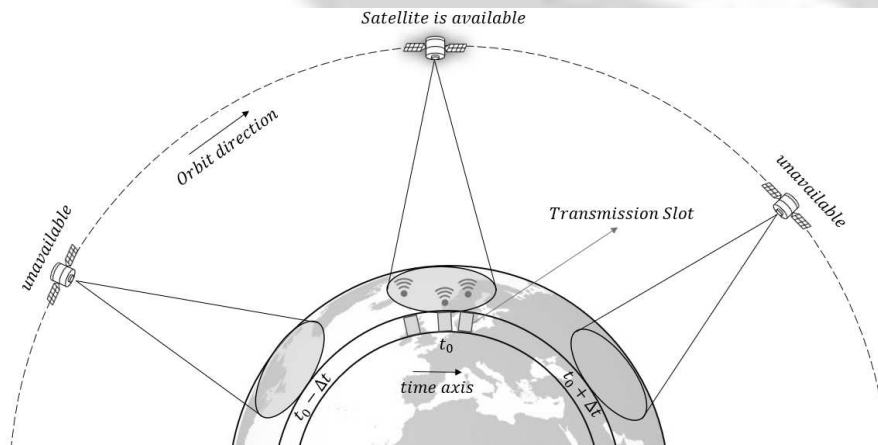 Satellite is available
Orbit direction
unavailable
unavailable
Transmission Slot
t₀
time axis
t₀ − Δt
t₀ + Δt